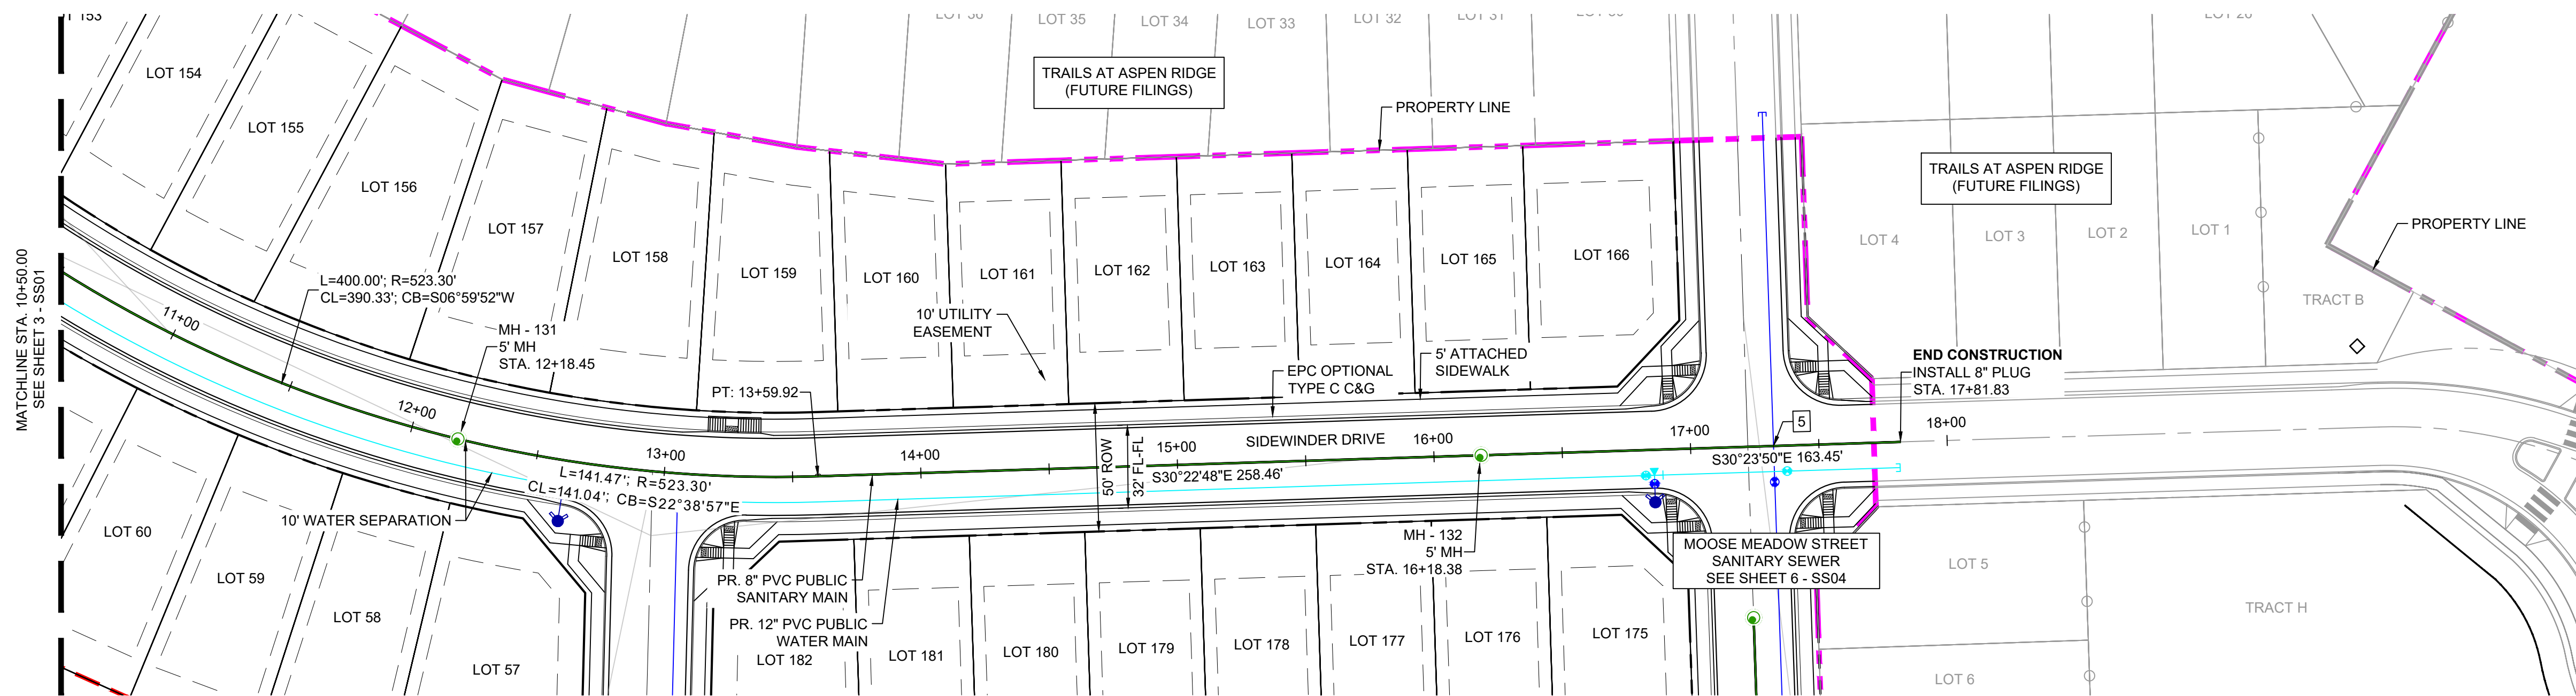 153
LOT 154
LOT 155
LOT 156
LOT 157
LOT 158
LOT 159
LOT 160
LOT 161
LOT 162
LOT 163
LOT 164
LOT 165
LOT 166
LOT 35
LOT 34
LOT 33
LOT 32
LOT 31
TRAILS AT ASPEN RIDGE
(FUTURE FILINGS)
PROPERTY LINE
TRAILS AT ASPEN RIDGE
(FUTURE FILINGS)
PROPERTY LINE
LOT 4
LOT 3
LOT 2
LOT 1
TRACT B
MATCHLINE STA. 10+50.00
SEE SHEET 3 - SS01
L=400.00'; R=523.30'
CL=390.33'; CB=S06°59'52"W
11+00
MH - 131
5' MH
STA. 12+18.45
10' UTILITY
EASEMENT
EPC OPTIONAL
TYPE C C&G
5' ATTACHED
SIDEWALK
END CONSTRUCTION
INSTALL 8" PLUG
STA. 17+81.83
PT: 13+59.92
12+00
13+00
14+00
15+00
16+00
17+00
18+00
SIDEWINDER DRIVE
5
50' ROW
32' FL-FL
L=141.47'; R=523.30'
CL=141.04'; CB=S22°38'57"E
S30°22'48"E 258.46'
S30°23'50"E 163.45'
10' WATER SEPARATION
MH - 132
5' MH
STA. 16+18.38
MOOSE MEADOW STREET
SANITARY SEWER
SEE SHEET 6 - SS04
PR. 8" PVC PUBLIC
SANITARY MAIN
PR. 12" PVC PUBLIC
WATER MAIN
LOT 60
LOT 59
LOT 58
LOT 57
LOT 182
LOT 181
LOT 180
LOT 179
LOT 178
LOT 177
LOT 176
LOT 175
LOT 5
TRACT H
LOT 6